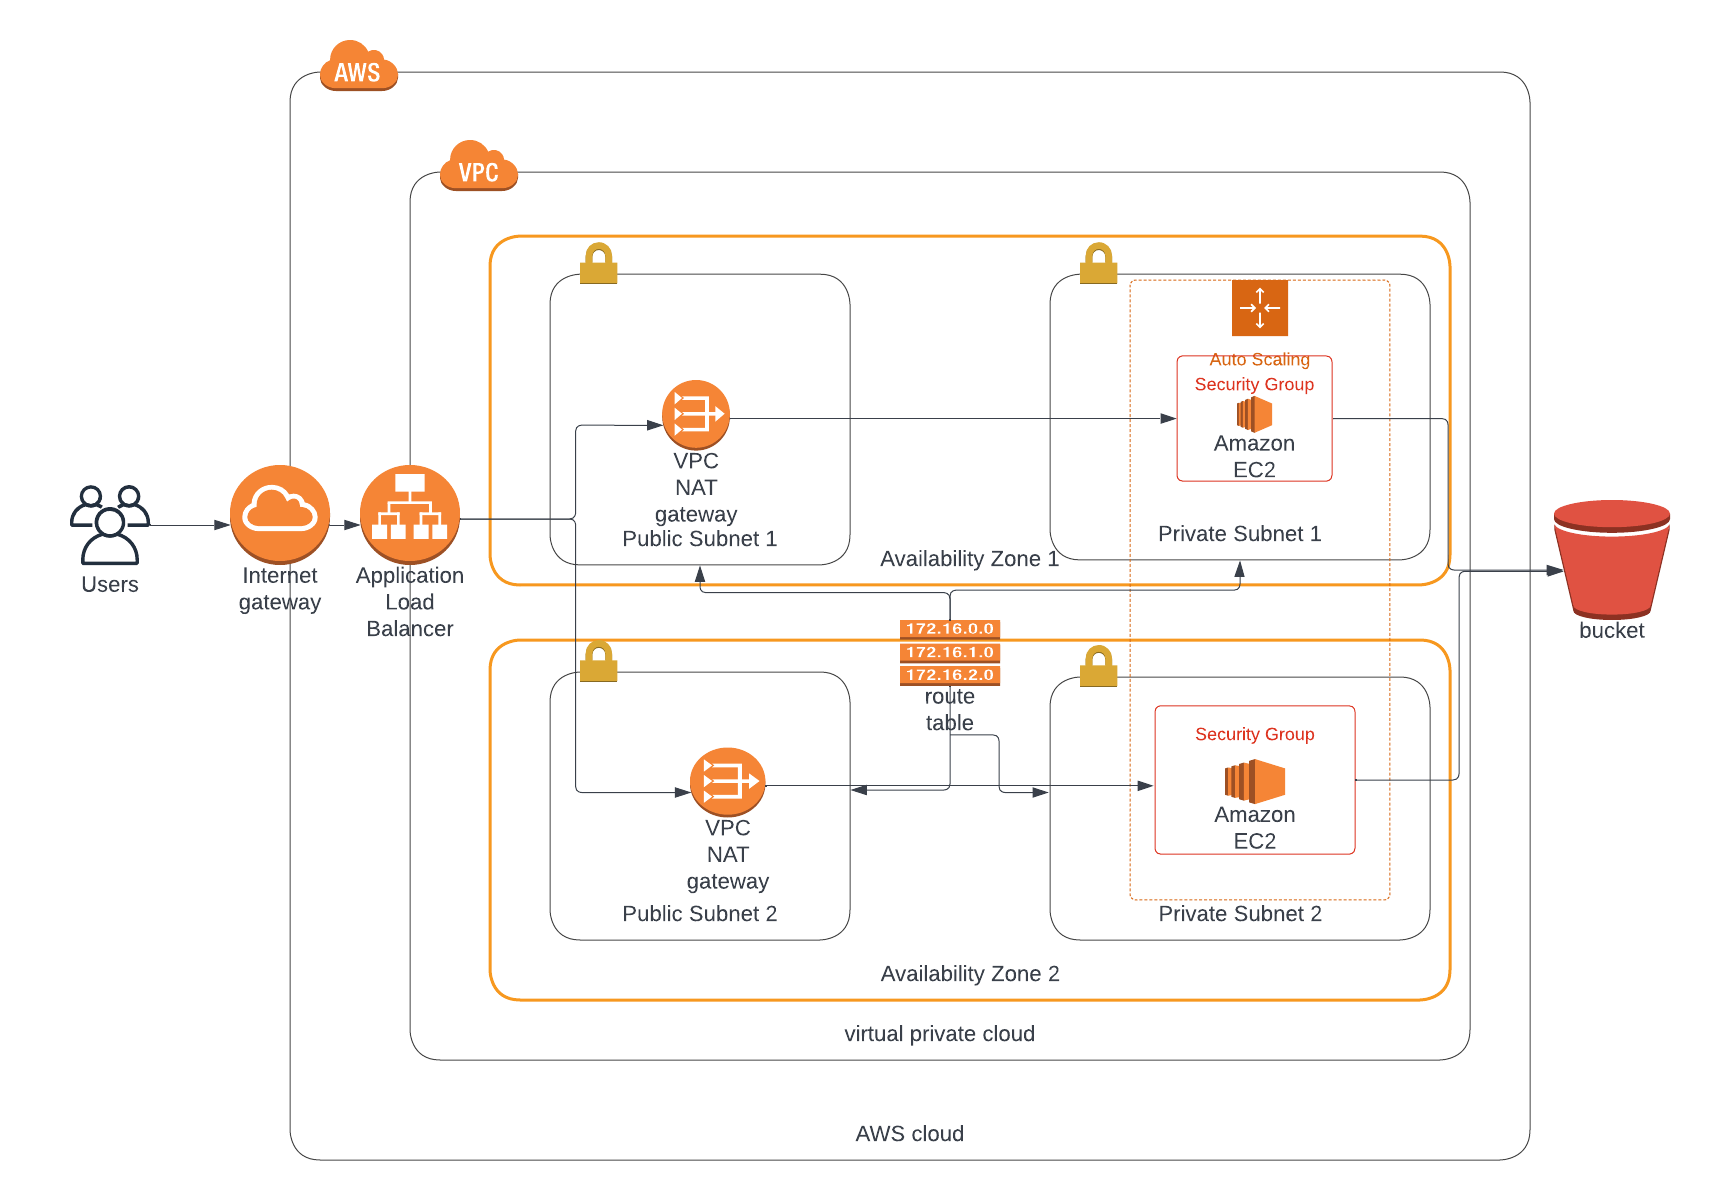 AWS
VPC
Auto Scaling
Security Group
Amazon
EC2
VPC
NAT
gateway
Public Subnet 1
Private Subnet 1
Availability Zone 1
Users
Internet
gateway
Application
Load
Balancer
172.16.0.0
172.16.1.0
172.16.2.0
route
table
bucket
Security Group
Amazon
EC2
VPC
NAT
gateway
Public Subnet 2
Private Subnet 2
Availability Zone 2
virtual private cloud
AWS cloud